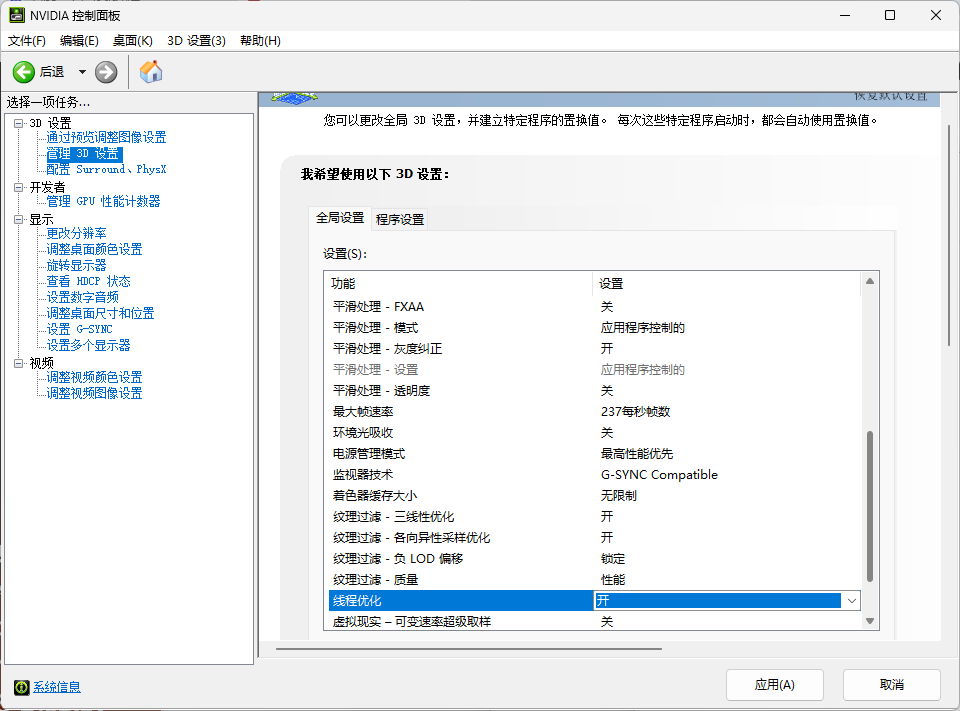 NVIDIA 控制面板
文件(F) 编辑(E) 桌面(K) 3D 设置(3) 帮助(H)
后退
选择一项任务...
3D 设置
通过预览调整图像设置
管理 3D 设置
配置 Surround、PhysX
开发者
管理 GPU 性能计数器
显示
更改分辨率
调整桌面颜色设置
旋转显示器
查看 HDCP 状态
设置数字音频
调整桌面尺寸和位置
设置 G-SYNC
设置多个显示器
视频
调整视频颜色设置
调整视频图像设置
恢复默认设置
您可以更改全局 3D 设置，并建立特定程序的置换值。 每次这些特定程序启动时，都会自动使用置换值。
我希望使用以下 3D 设置:
全局设置 程序设置
设置(S):
功能 设置
平滑处理 - FXAA 关
平滑处理 - 模式 应用程序控制的
平滑处理 - 灰度纠正 开
平滑处理 - 设置 应用程序控制的
平滑处理 - 透明度 关
最大帧速率 237每秒帧数
环境光吸收 关
电源管理模式 最高性能优先
监视器技术 G-SYNC Compatible
着色器缓存大小 无限制
纹理过滤 - 三线性优化 开
纹理过滤 - 各向异性采样优化 开
纹理过滤 - 负 LOD 偏移 锁定
纹理过滤 - 质量 性能
线程优化 开
虚拟现实 – 可变速率超级取样 关
系统信息
应用(A) 取消